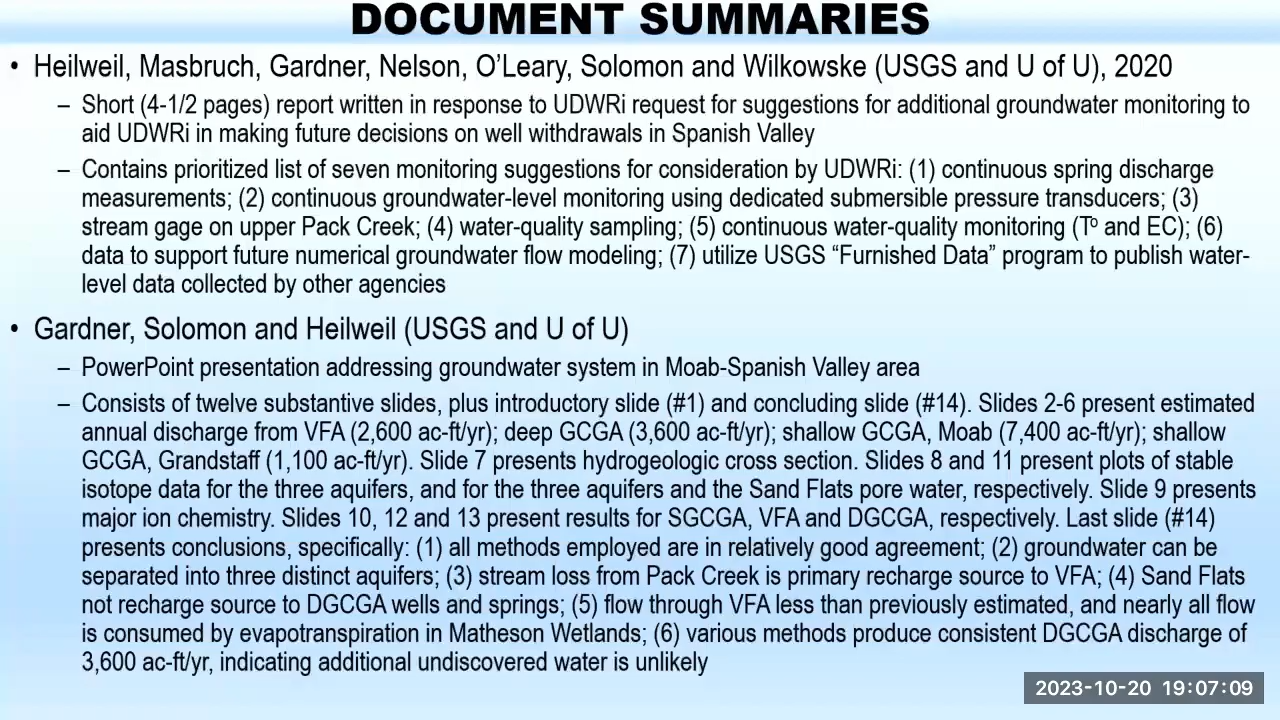 DOCUMENT SUMMARIES
• Heilweil, Masbruch, Gardner, Nelson, O'Leary, Solomon and Wilkowske (USGS and U of U), 2020
– Short (4-1/2 pages) report written in response to UDWRi request for suggestions for additional groundwater monitoring to
aid UDWRi in making future decisions on well withdrawals in Spanish Valley
– Contains prioritized list of seven monitoring suggestions for consideration by UDWRi: (1) continuous spring discharge
measurements; (2) continuous groundwater-level monitoring using dedicated submersible pressure transducers; (3)
stream gage on upper Pack Creek; (4) water-quality sampling; (5) continuous water-quality monitoring (Tº and EC); (6)
data to support future numerical groundwater flow modeling; (7) utilize USGS “Furnished Data” program to publish water-
level data collected by other agencies
• Gardner, Solomon and Heilweil (USGS and U of U)
– PowerPoint presentation addressing groundwater system in Moab-Spanish Valley area
– Consists of twelve substantive slides, plus introductory slide (#1) and concluding slide (#14). Slides 2-6 present estimated
annual discharge from VFA (2,600 ac-ft/yr); deep GCGA (3,600 ac-ft/yr); shallow GCGA, Moab (7,400 ac-ft/yr); shallow
GCGA, Grandstaff (1,100 ac-ft/yr). Slide 7 presents hydrogeologic cross section. Slides 8 and 11 present plots of stable
isotope data for the three aquifers, and for the three aquifers and the Sand Flats pore water, respectively. Slide 9 presents
major ion chemistry. Slides 10, 12 and 13 present results for SGCGA, VFA and DGCGA, respectively. Last slide (#14)
presents conclusions, specifically: (1) all methods employed are in relatively good agreement; (2) groundwater can be
separated into three distinct aquifers; (3) stream loss from Pack Creek is primary recharge source to VFA; (4) Sand Flats
not recharge source to DGCGA wells and springs; (5) flow through VFA less than previously estimated, and nearly all flow
is consumed by evapotranspiration in Matheson Wetlands; (6) various methods produce consistent DGCGA discharge of
3,600 ac-ft/yr, indicating additional undiscovered water is unlikely
2023-10-20 19:07:09